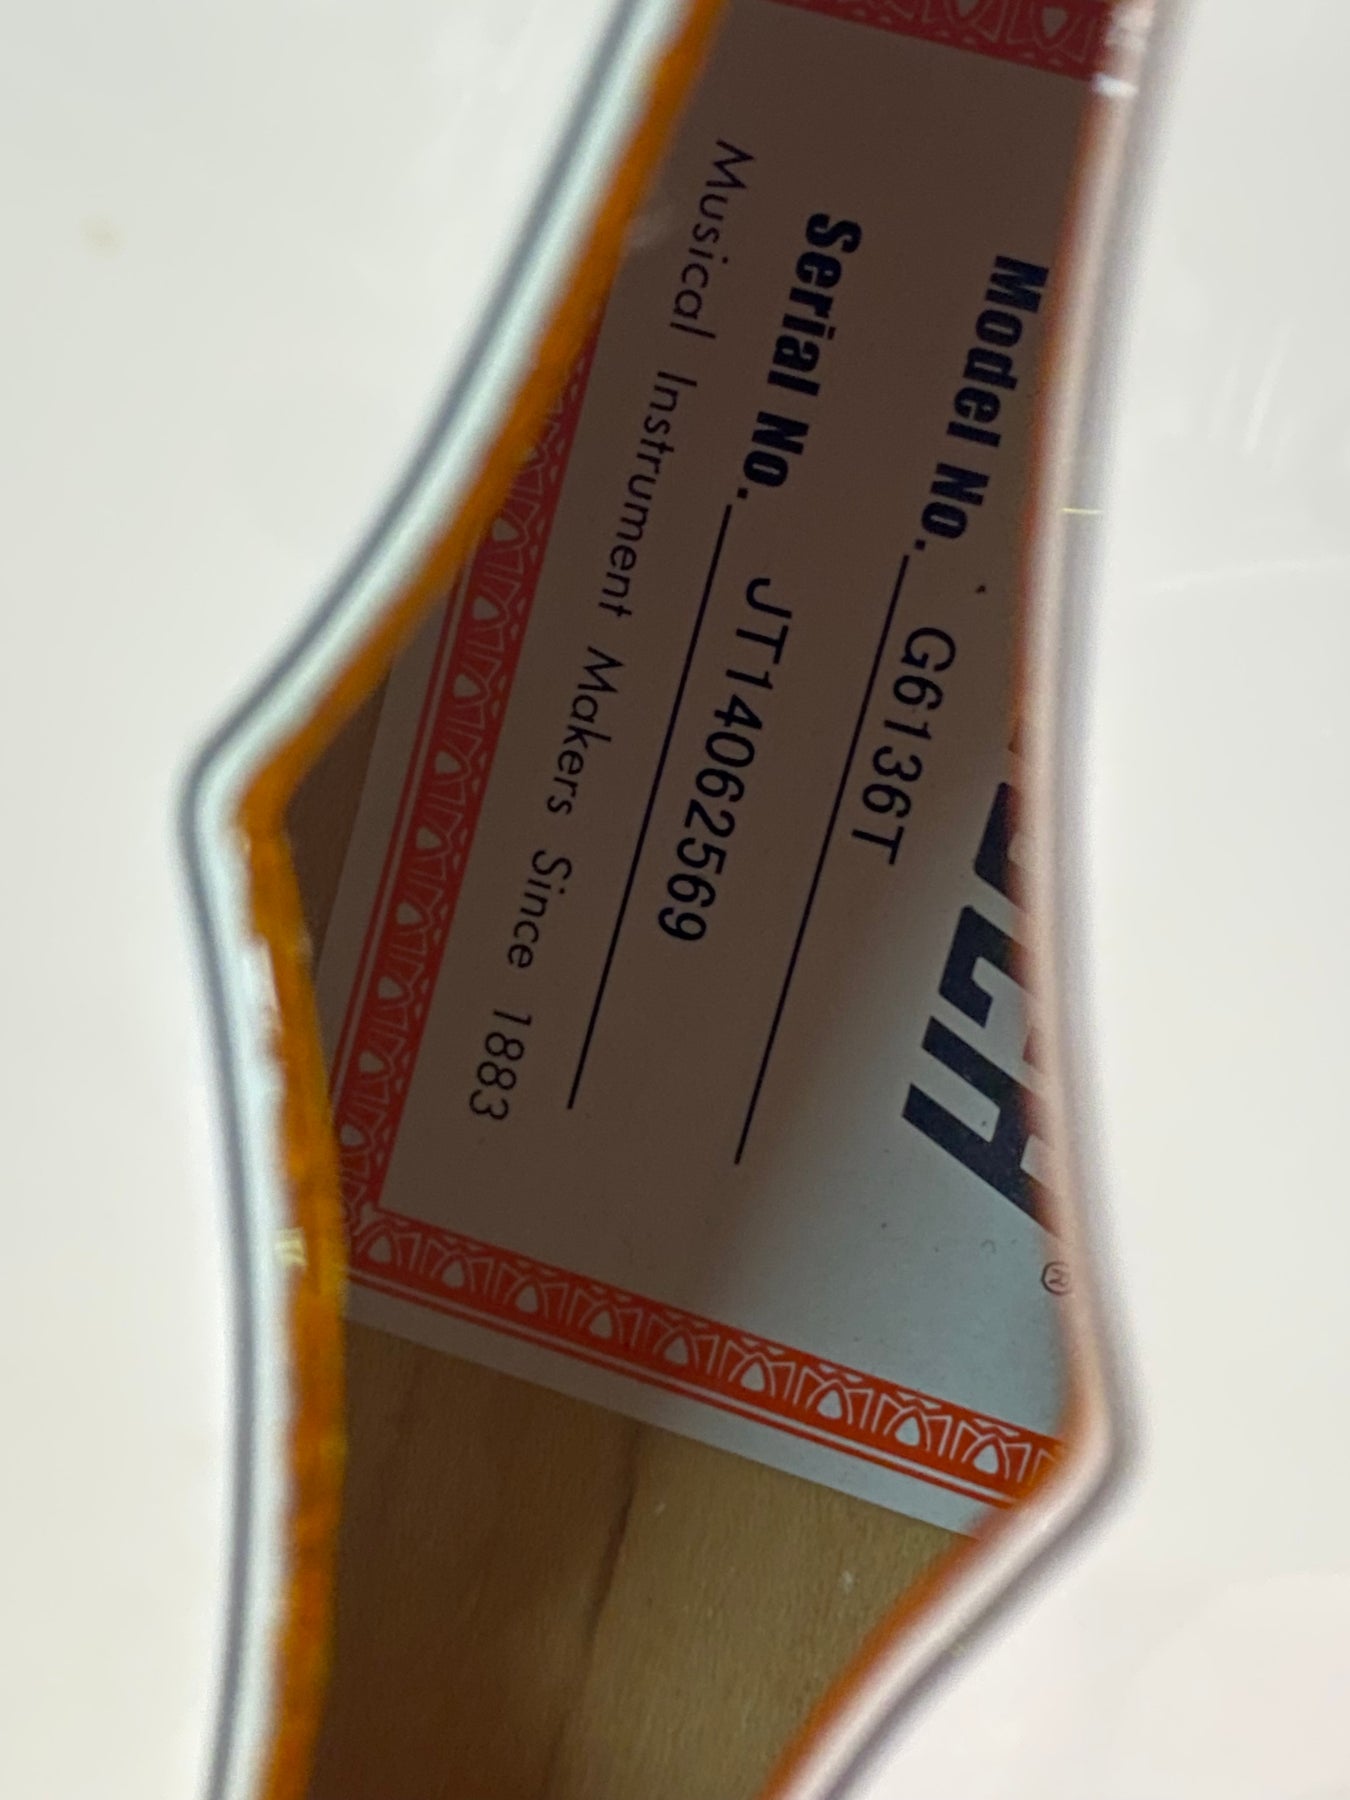 Model No. G6136T
Serial No. JT14062569
Musical Instrument Makers Since 1883